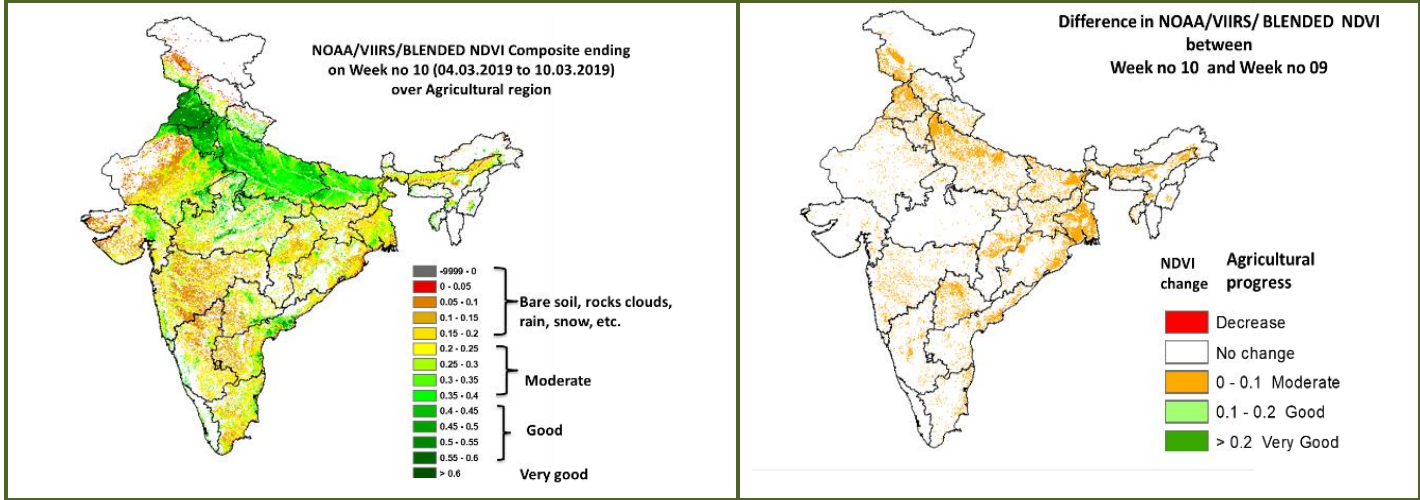 NOAA/VIIRS/BLENDED NDVI Composite ending
on Week no 10 (04.03.2019 to 10.03.2019)
over Agricultural region
-9999 - 0
0 - 0.05
0.05 - 0.1
0.1 - 0.15
0.15 - 0.2
0.2 - 0.25
0.25 - 0.3
0.3 - 0.35
0.35 - 0.4
0.4 - 0.45
0.45 - 0.5
0.5 - 0.55
0.55 - 0.6
> 0.6
Bare soil, rocks clouds,
rain, snow, etc.
Moderate
Good
Very good
Difference in NOAA/VIIRS/ BLENDED NDVI
between
Week no 10 and Week no 09
NDVI
change
Agricultural
progress
Decrease
No change
0 - 0.1 Moderate
0.1 - 0.2 Good
> 0.2 Very Good